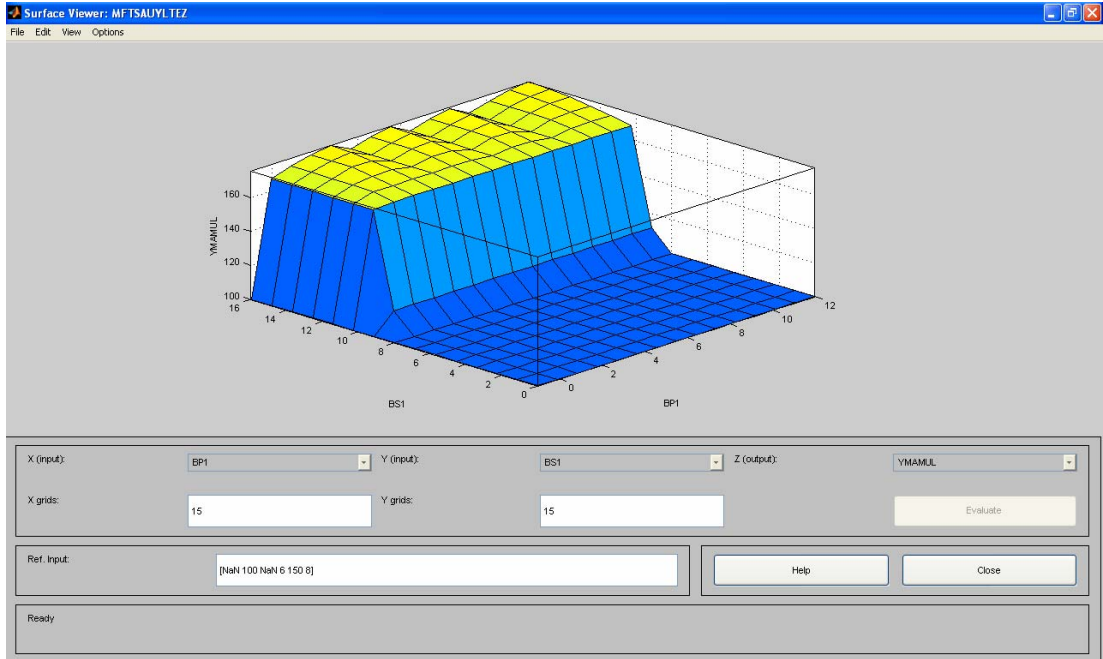 Surface Viewer: MFTSAUYLTEZ
File Edit View Options
YMAMUL
160
140
120
100
16
14
12
10
8
6
4
2
0
BS1
0
2
4
6
8
10
12
BP1
X (input): BP1 Y (input): BS1 Z (output): YMAMUL
X grids: 15 Y grids: 15 Evaluate
Ref. Input: [NaN 100 NaN 6 150 8] Help Close
Ready